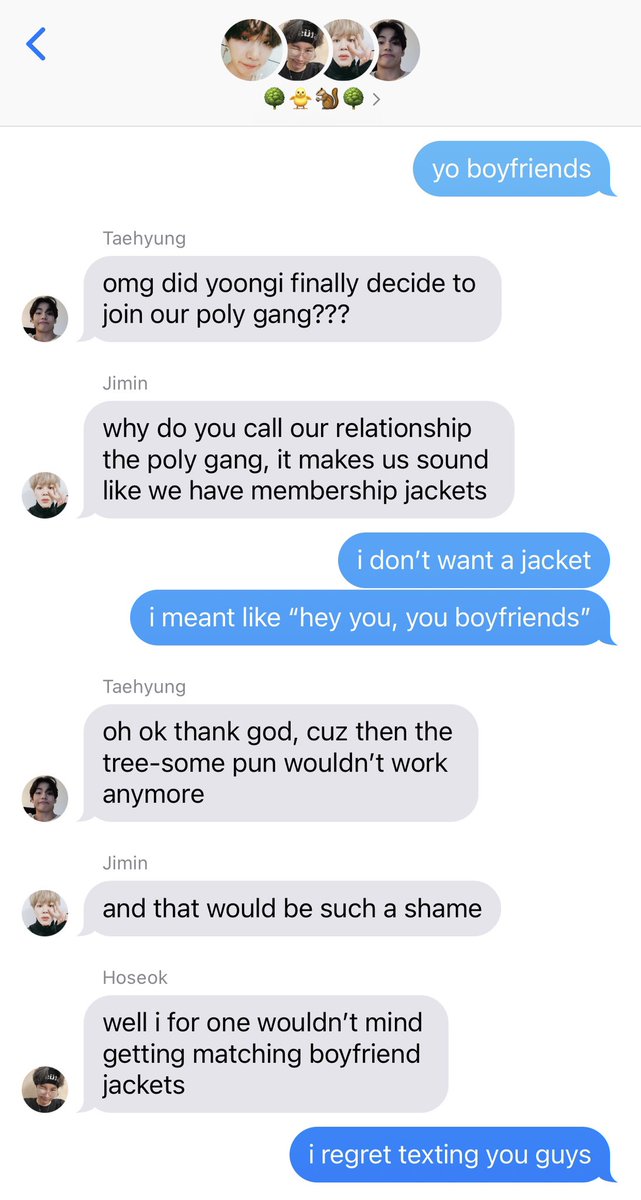 🌳🐥🐿🌳
yo boyfriends
Taehyung
omg did yoongi finally decide to
join our poly gang???
Jimin
why do you call our relationship
the poly gang, it makes us sound
like we have membership jackets
i don’t want a jacket
i meant like “hey you, you boyfriends”
Taehyung
oh ok thank god, cuz then the
tree-some pun wouldn’t work
anymore
Jimin
and that would be such a shame
Hoseok
well i for one wouldn’t mind
getting matching boyfriend
jackets
i regret texting you guys